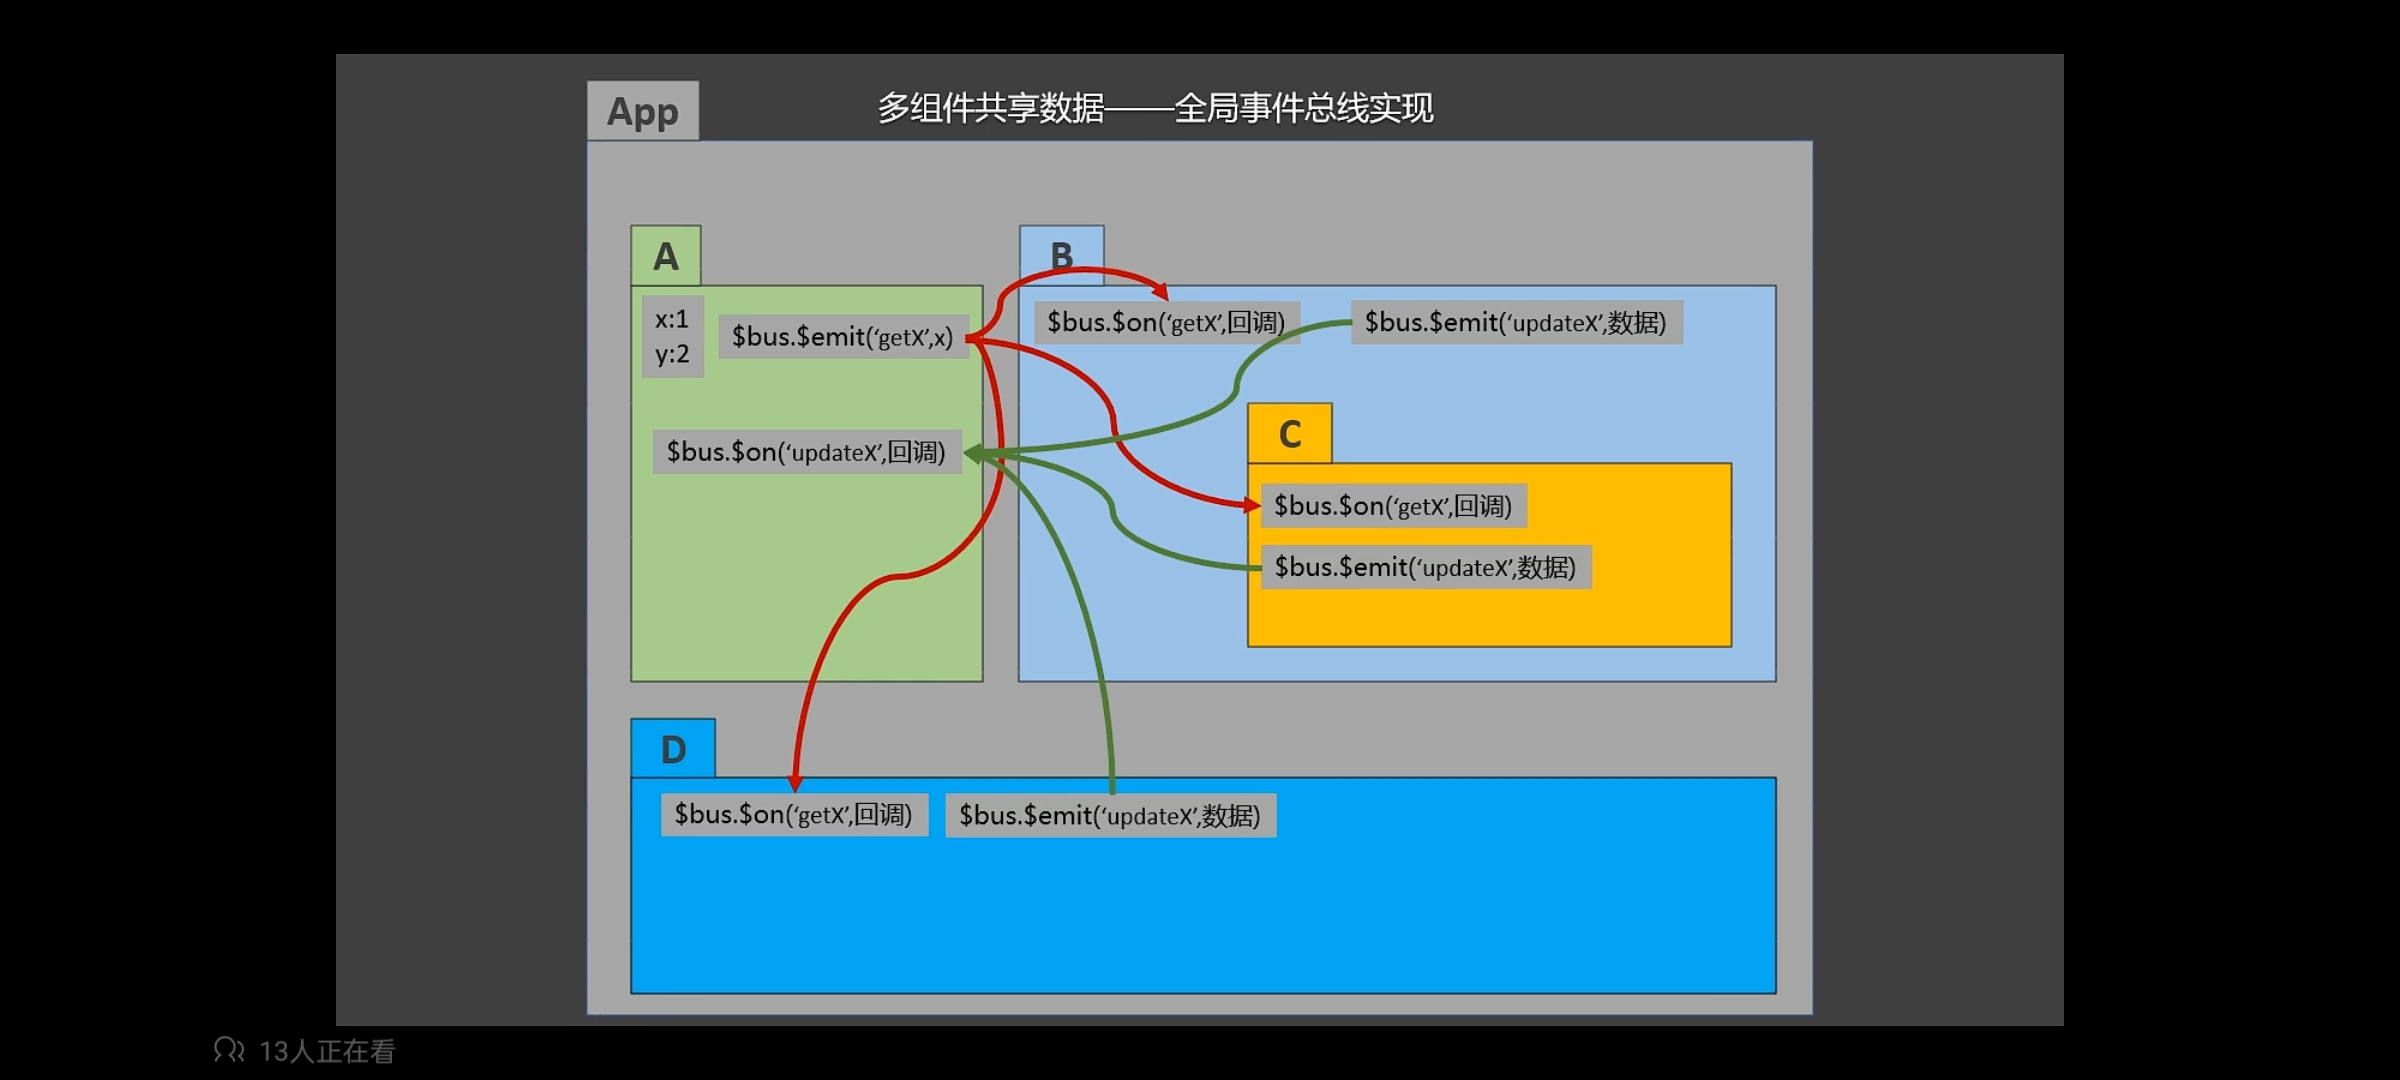 App
多组件共享数据——全局事件总线实现
A
B
x:1
y:2
$bus.$emit(‘getX’,x)
$bus.$on(‘getX’,回调)
$bus.$emit(‘updateX’,数据)
$bus.$on(‘updateX’,回调)
C
$bus.$on(‘getX’,回调)
$bus.$emit(‘updateX’,数据)
D
$bus.$on(‘getX’,回调)
$bus.$emit(‘updateX’,数据)
13人正在看